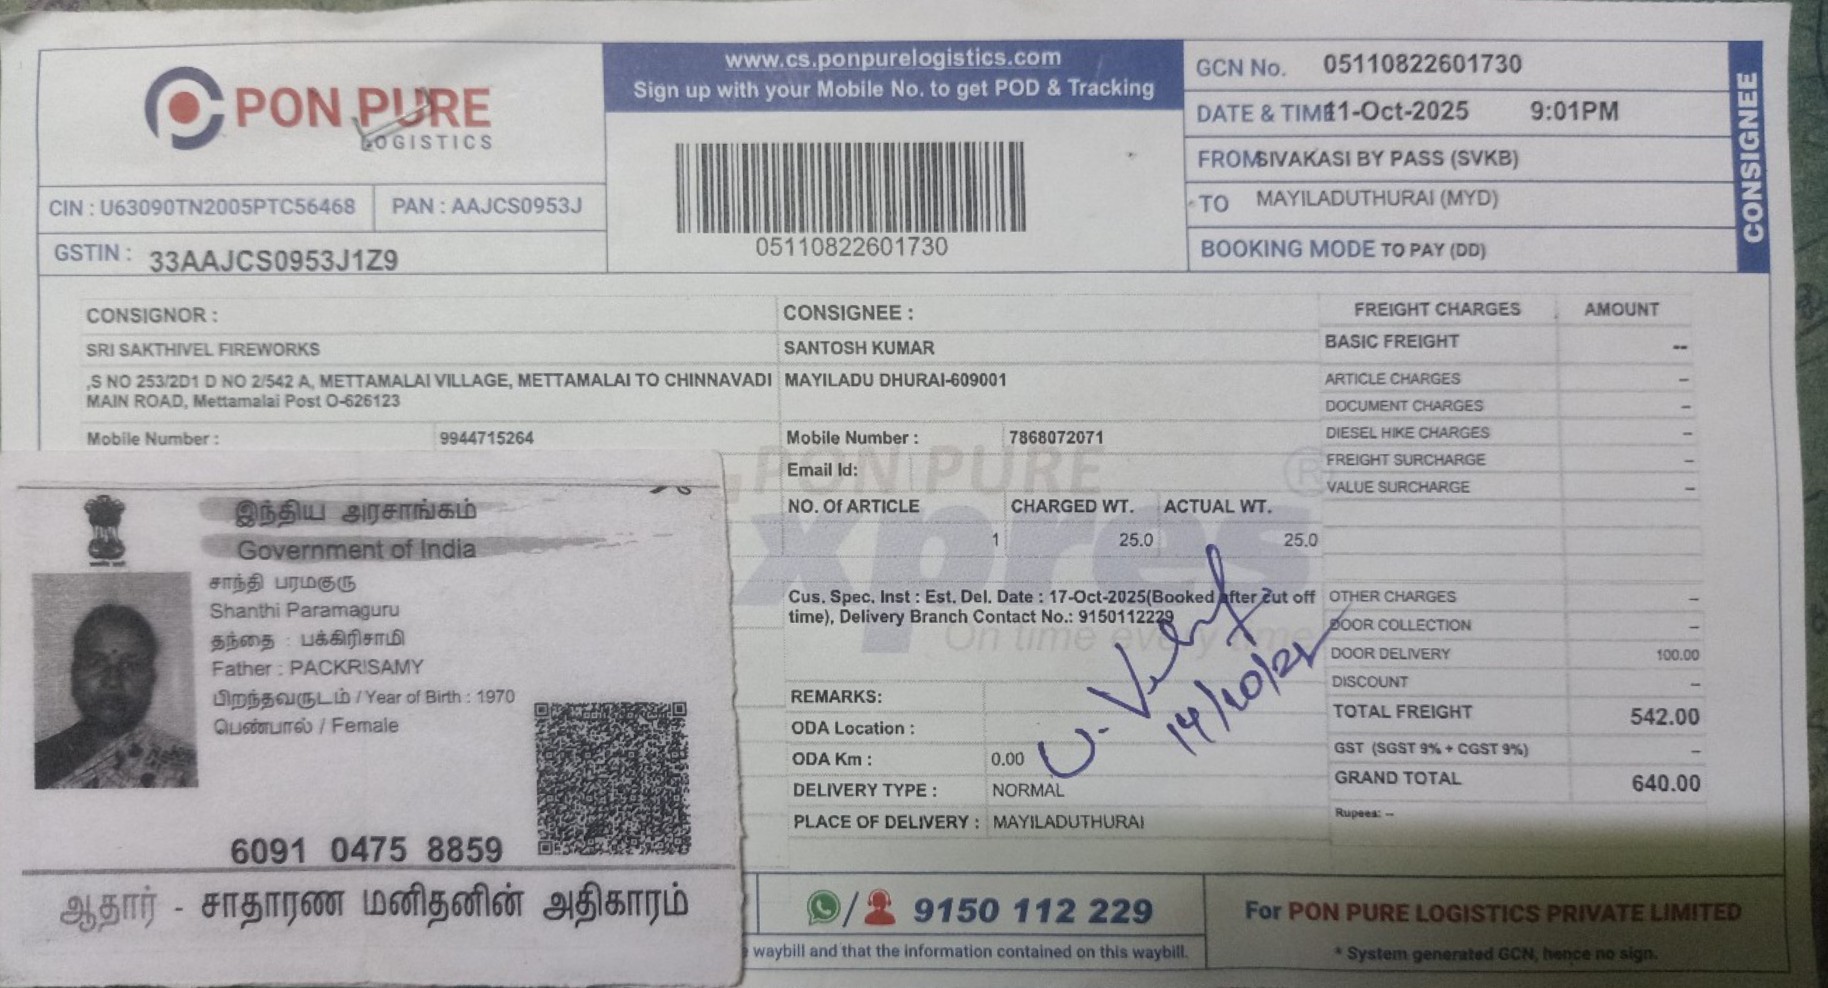 PON PURE
LOGISTICS
www.cs.ponpurelogistics.com
Sign up with your Mobile No. to get POD & Tracking
05110822601730
GCN No. 05110822601730
DATE & TIME 11-Oct-2025 9:01PM
FROM SIVAKASI BY PASS (SVKB)
TO MAYILADUTHURAI (MYD)
BOOKING MODE TO PAY (DD)
CONSIGNEE
CIN : U63090TN2005PTC56468 PAN : AAJCS0953J
GSTIN : 33AAJCS0953J1Z9
CONSIGNOR :
SRI SAKTHIVEL FIREWORKS
,S NO 253/2D1 D NO 2/542 A, METTAMALAI VILLAGE, METTAMALAI TO CHINNAVADI
MAIN ROAD, Mettamalai Post O-626123
Mobile Number : 9944715264
CONSIGNEE :
SANTOSH KUMAR
MAYILADU DHURAI-609001
Mobile Number : 7868072071
Email Id:
NO. Of ARTICLE CHARGED WT. ACTUAL WT.
1 25.0 25.0
Cus. Spec. Inst : Est. Del. Date : 17-Oct-2025(Booked after cut off
time), Delivery Branch Contact No.: 9150112229
REMARKS:
ODA Location :
ODA Km : 0.00
DELIVERY TYPE : NORMAL
PLACE OF DELIVERY : MAYILADUTHURAI
PON PURE
xpres
On time every time
FREIGHT CHARGES AMOUNT
BASIC FREIGHT --
ARTICLE CHARGES –
DOCUMENT CHARGES –
DIESEL HIKE CHARGES –
FREIGHT SURCHARGE –
VALUE SURCHARGE –
OTHER CHARGES –
DOOR COLLECTION –
DOOR DELIVERY 100.00
DISCOUNT –
TOTAL FREIGHT 542.00
GST (SGST 9% + CGST 9%) –
GRAND TOTAL 640.00
Rupees: --
இந்திய அரசாங்கம்
Government of India
சாந்தி பரமகுரு
Shanthi Paramaguru
தந்தை : பக்கிரிசாமி
Father : PACKRISAMY
பிறந்தவருடம் / Year of Birth : 1970
பெண்பால் / Female
6091 0475 8859
ஆதார் - சாதாரண மனிதனின் அதிகாரம்
/ 9150 112 229
waybill and that the information contained on this waybill.
For PON PURE LOGISTICS PRIVATE LIMITED
* System generated GCN, hence no sign.